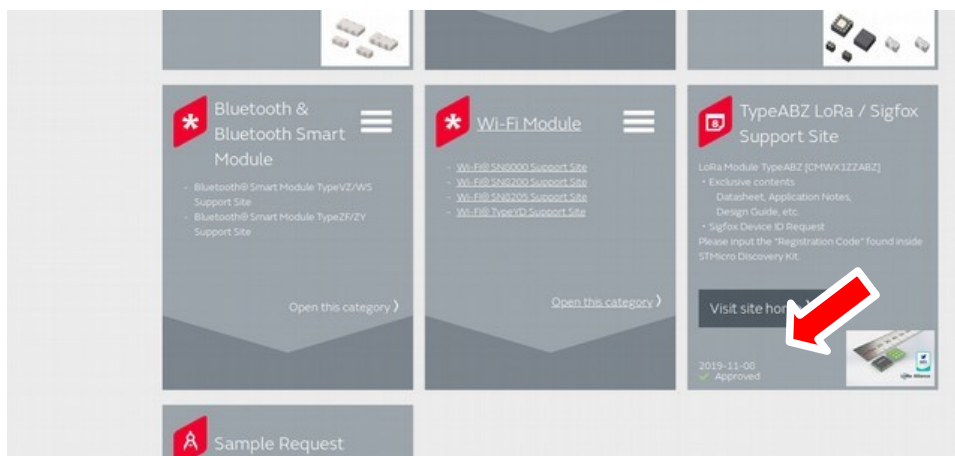 Bluetooth &
Bluetooth Smart
Module
- Bluetooth® Smart Module TypeVZ/WS
Support Site
- Bluetooth® Smart Module TypeZF/ZY
Support Site
Open this category 〉
Wi-Fi Module
- Wi-Fi® SN8000 Support Site
- Wi-Fi® SN8200 Support Site
- Wi-Fi® SN8205 Support Site
- Wi-Fi® TypeYD Support Site
Open this category 〉
8
TypeABZ LoRa / Sigfox
Support Site
LoRa Module TypeABZ [CMWX1ZZABZ]
・Exclusive contents
Datasheet, Application Notes,
Design Guide, etc.
・Sigfox Device ID Request
Please input the "Registration Code" found inside
STMicro Discovery Kit.
Visit site
2019-11-06
Approved
Sample Request